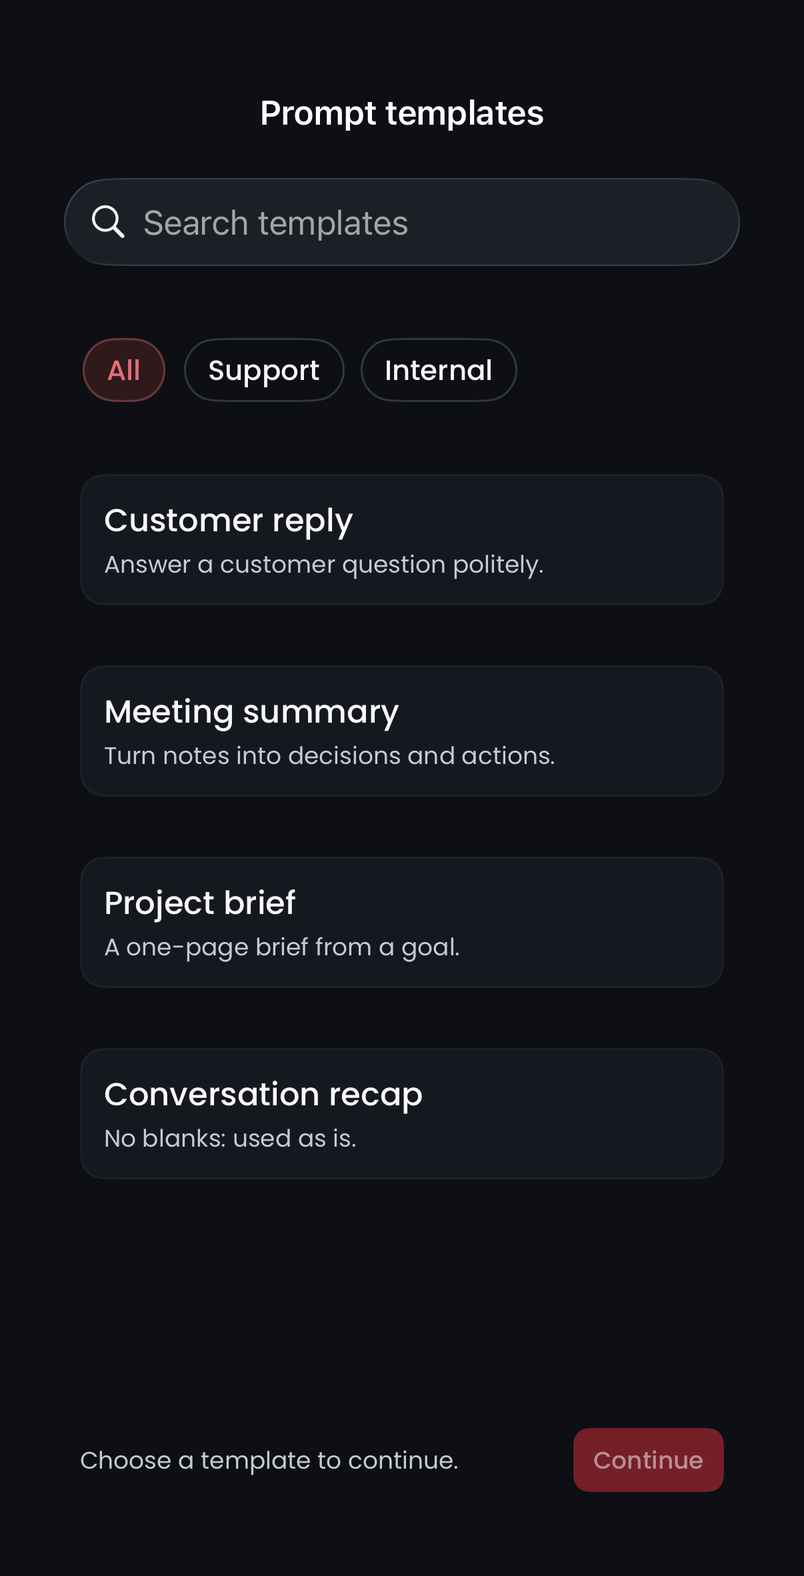 Prompt templates
Search templates
All
Support
Internal
Customer reply
Answer a customer question politely.
Meeting summary
Turn notes into decisions and actions.
Project brief
A one-page brief from a goal.
Conversation recap
No blanks: used as is.
Choose a template to continue.
Continue